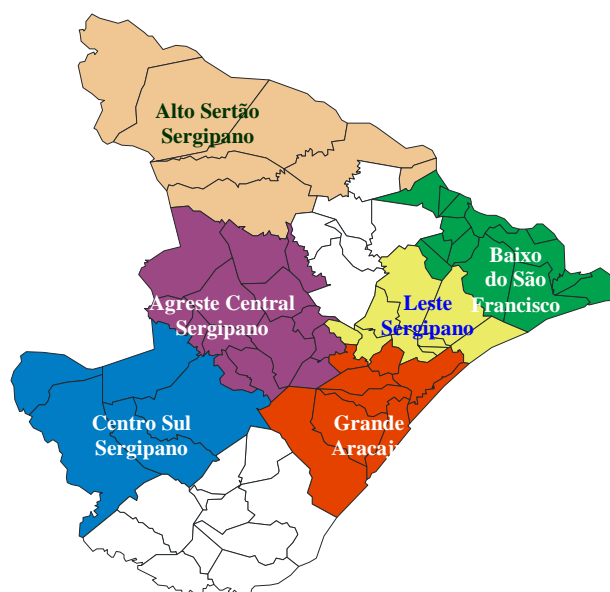 Alto Sertão
Sergipano
Baixo
do São
Francisco
Agreste Central
Sergipano
Leste
Sergipano
Centro Sul
Sergipano
Grande
Aracaj